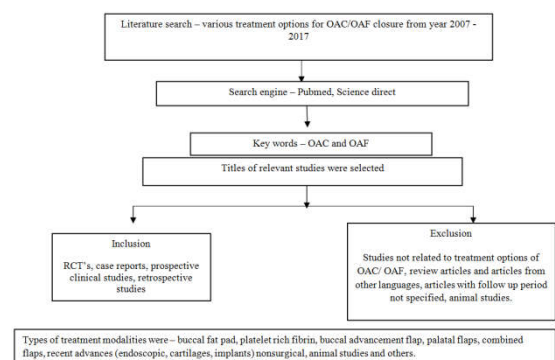 Literature search – various treatment options for OAC/OAF closure from year 2007 -
2017
Search engine – Pubmed, Science direct
Key words – OAC and OAF
Titles of relevant studies were selected
Inclusion
RCT's, case reports, prospective
clinical studies, retrospective
studies
Exclusion
Studies not related to treatment options of
OAC/ OAF, review articles and articles from
other languages, articles with follow up period
not specified, animal studies.
Types of treatment modalities were – buccal fat pad, platelet rich fibrin, buccal advancement flap, palatal flaps, combined
flaps, recent advances (endoscopic, cartilages, implants) nonsurgical, animal studies and others.